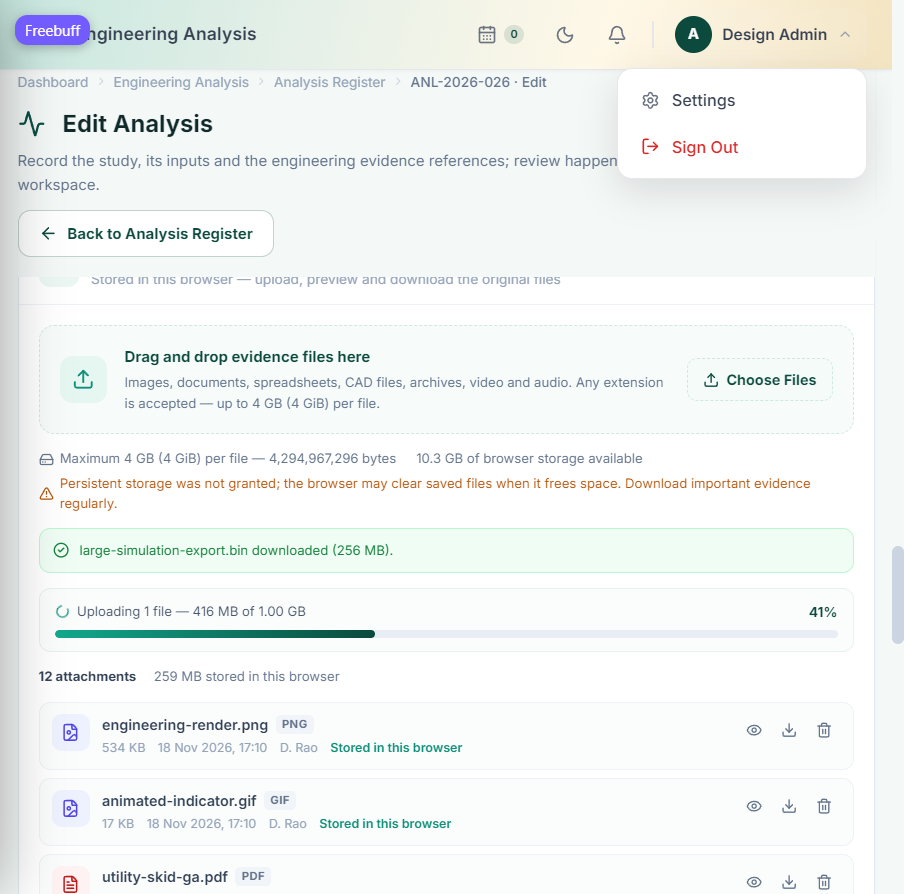 Freebuff
ngineering Analysis
0
A
Design Admin
Dashboard > Engineering Analysis > Analysis Register > ANL-2026-026 · Edit
Settings
Sign Out
Edit Analysis
Record the study, its inputs and the engineering evidence references; review happen
workspace.
Back to Analysis Register
Stored in this browser — upload, preview and download the original files
Drag and drop evidence files here
Images, documents, spreadsheets, CAD files, archives, video and audio. Any extension
is accepted — up to 4 GB (4 GiB) per file.
Choose Files
Maximum 4 GB (4 GiB) per file — 4,294,967,296 bytes 10.3 GB of browser storage available
Persistent storage was not granted; the browser may clear saved files when it frees space. Download important evidence
regularly.
large-simulation-export.bin downloaded (256 MB).
Uploading 1 file — 416 MB of 1.00 GB 41%
12 attachments 259 MB stored in this browser
engineering-render.png PNG
534 KB 18 Nov 2026, 17:10 D. Rao Stored in this browser
animated-indicator.gif GIF
17 KB 18 Nov 2026, 17:10 D. Rao Stored in this browser
utility-skid-ga.pdf PDF